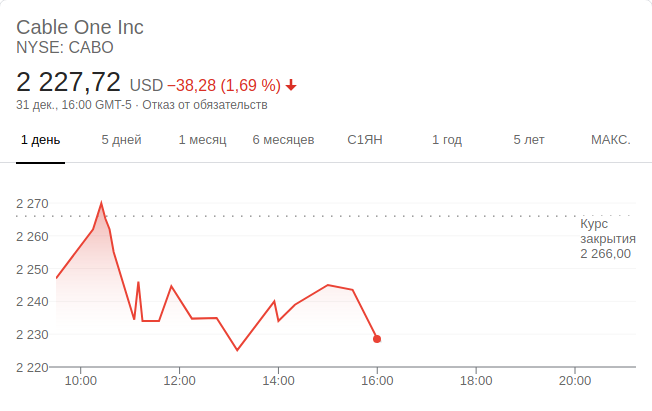 Cable One Inc
NYSE: CABO
2 227,72 USD −38,28 (1,69 %)
31 дек., 16:00 GMT-5 · Отказ от обязательств
1 день 5 дней 1 месяц 6 месяцев С1ЯН 1 год 5 лет МАКС.
2 270
Курс
закрытия
2 266,00
2 260
2 250
2 240
2 230
2 220
10:00 12:00 14:00 16:00 18:00 20:00